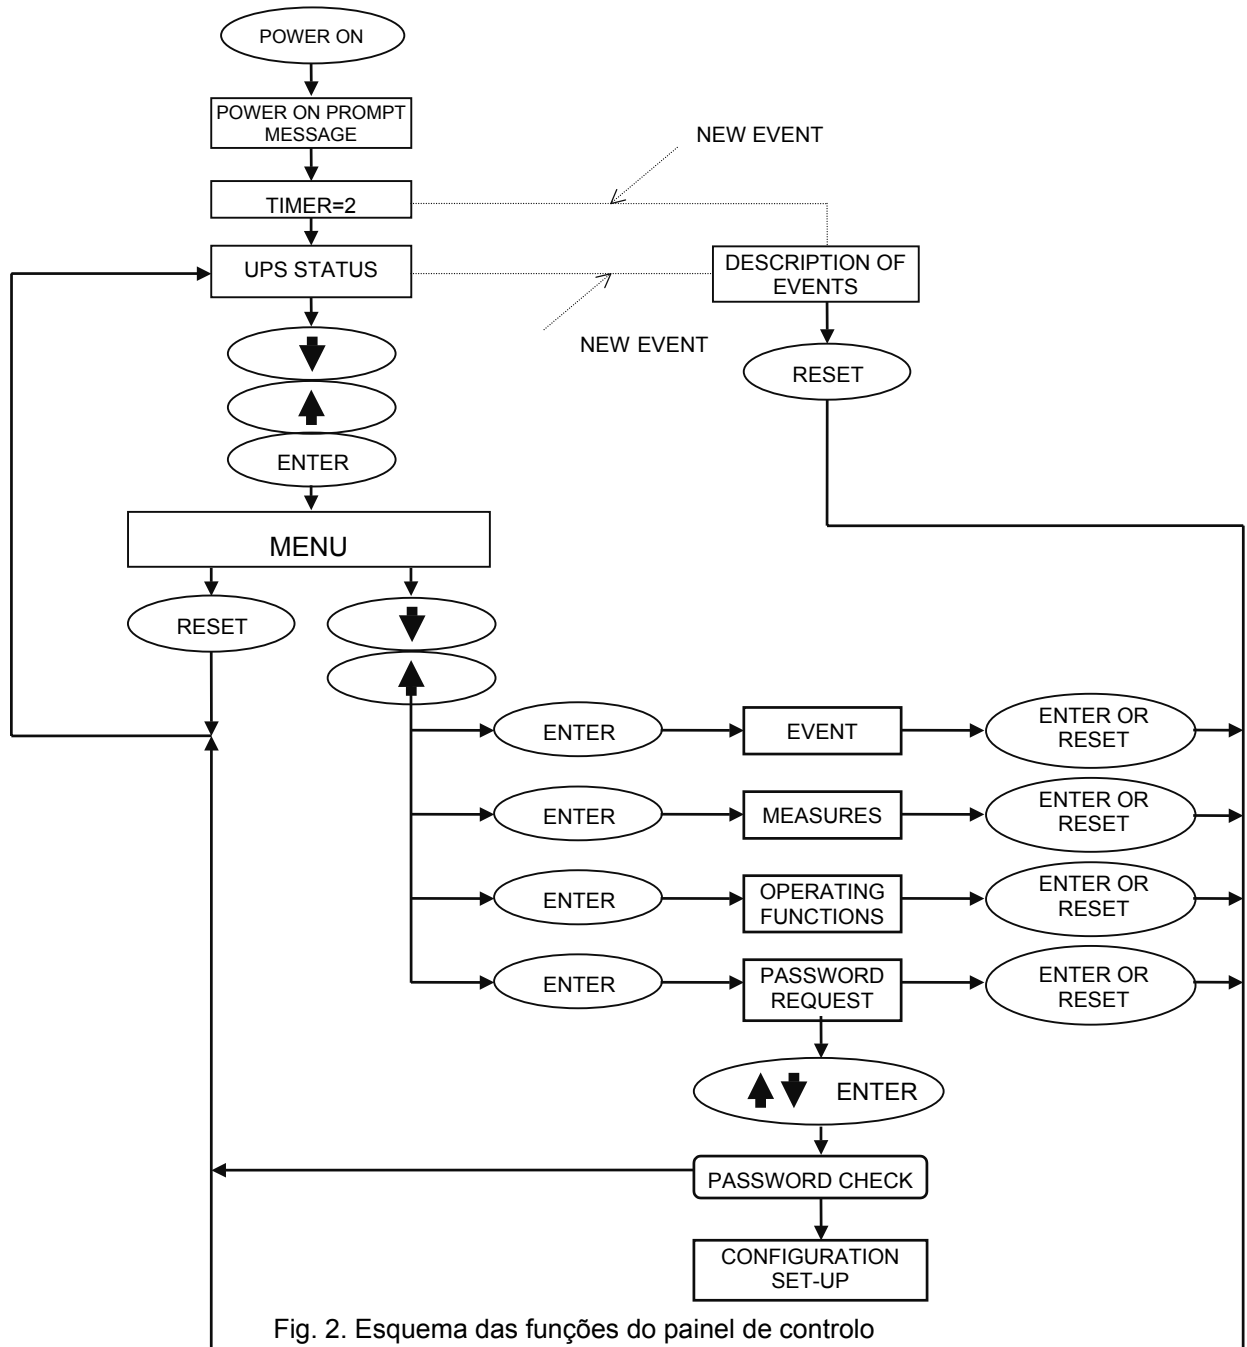 POWER ON
POWER ON PROMPT
MESSAGE
NEW EVENT
TIMER=2
UPS STATUS
DESCRIPTION OF
EVENTS
NEW EVENT
RESET
ENTER
MENU
RESET
ENTER
EVENT
ENTER OR
RESET
ENTER
MEASURES
ENTER OR
RESET
ENTER
OPERATING
FUNCTIONS
ENTER OR
RESET
ENTER
PASSWORD
REQUEST
ENTER OR
RESET
ENTER
PASSWORD CHECK
CONFIGURATION
SET-UP
Fig. 2. Esquema das funções do painel de controlo